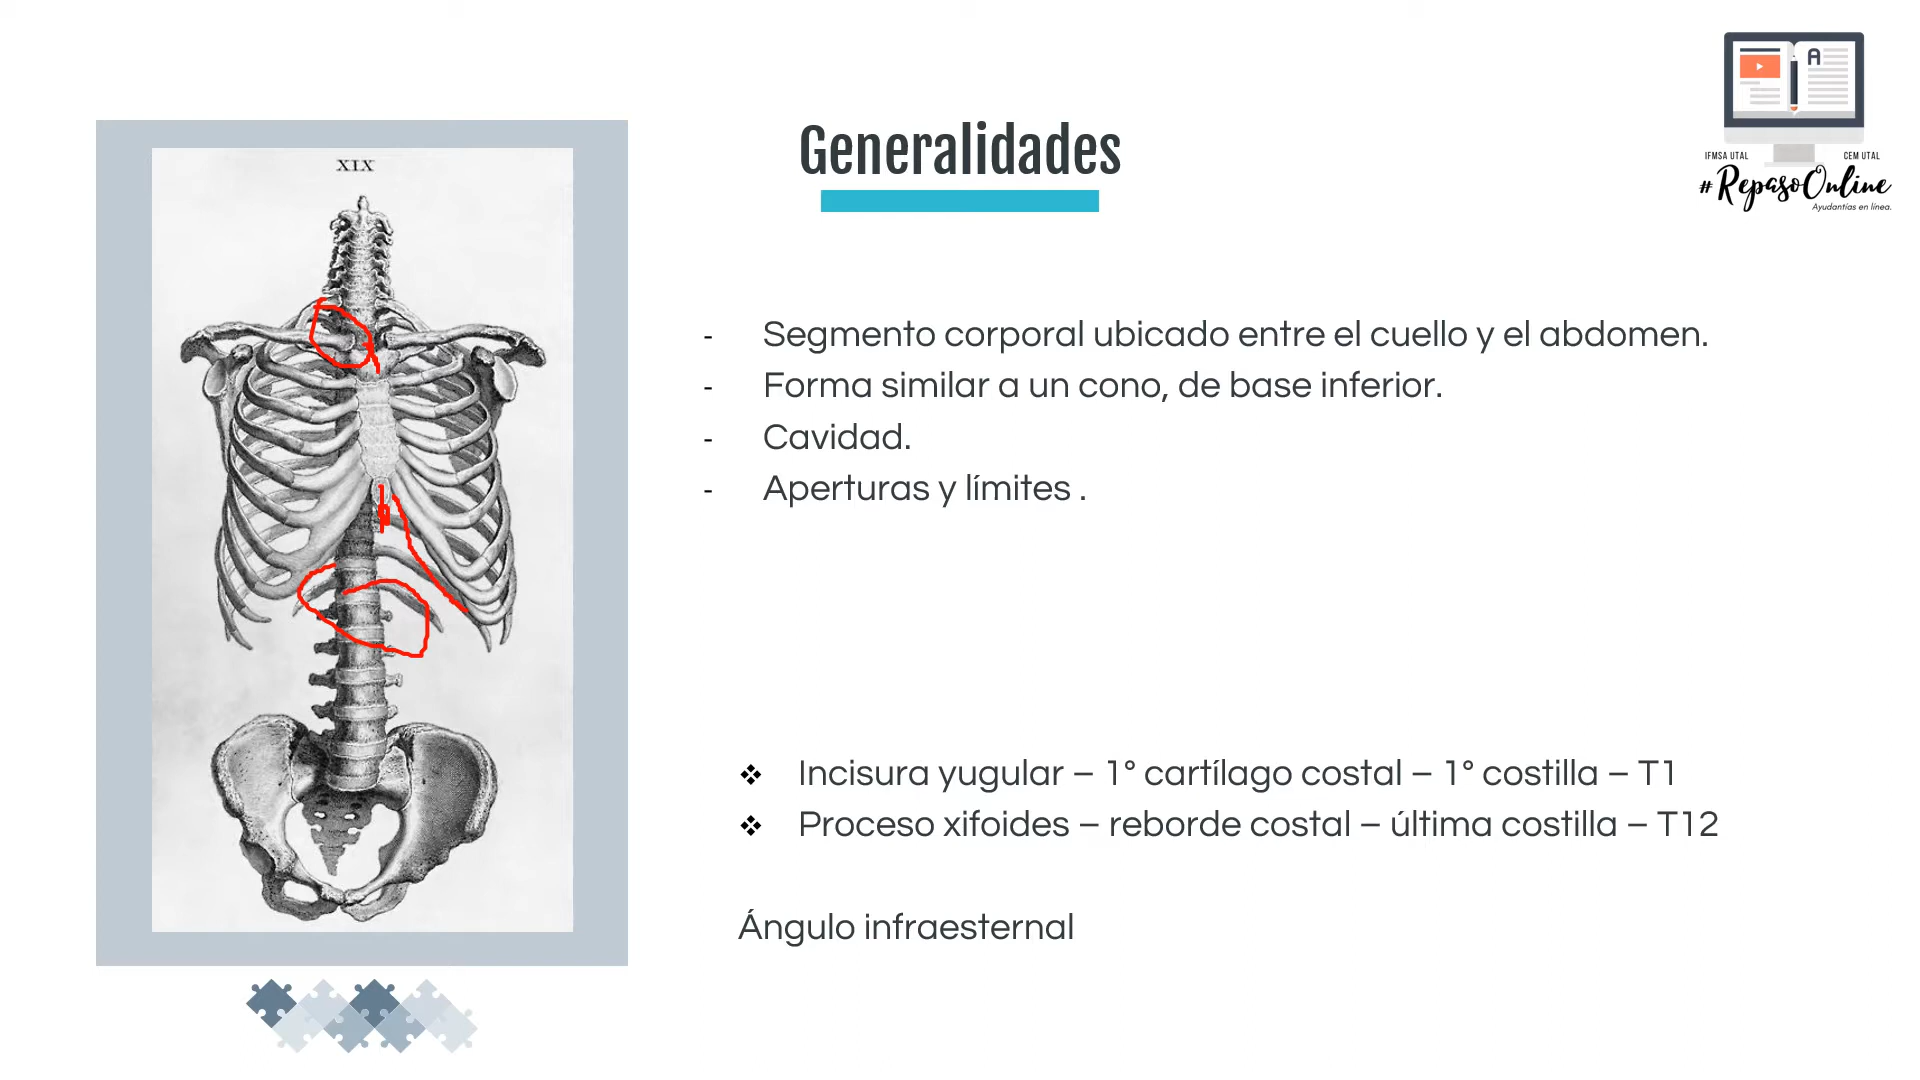 IFMSA UTAL
CEM UTAL
#RepasoOnline
Ayudantías en línea.
A
XIX
Generalidades
- Segmento corporal ubicado entre el cuello y el abdomen.
- Forma similar a un cono, de base inferior.
- Cavidad.
- Aperturas y límites .
❖ Incisura yugular – 1° cartílago costal – 1° costilla – T1
❖ Proceso xifoides – reborde costal – última costilla – T12
Ángulo infraesternal